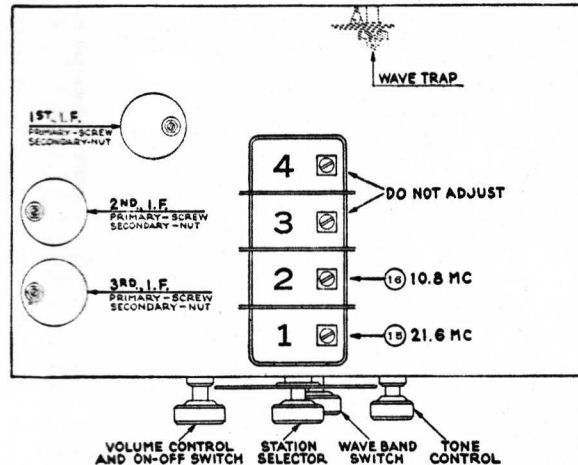 WAVE TRAP
1ST. I.F.
PRIMARY-SCREW
SECONDARY-NUT
4
DO NOT ADJUST
3
2ND. I.F.
PRIMARY-SCREW
SECONDARY-NUT
2
16 10.8 MC
3RD. I.F.
PRIMARY-SCREW
SECONDARY-NUT
1
15 21.6 MC
VOLUME CONTROL
AND ON-OFF SWITCH
STATION
SELECTOR
WAVE BAND
SWITCH
TONE
CONTROL